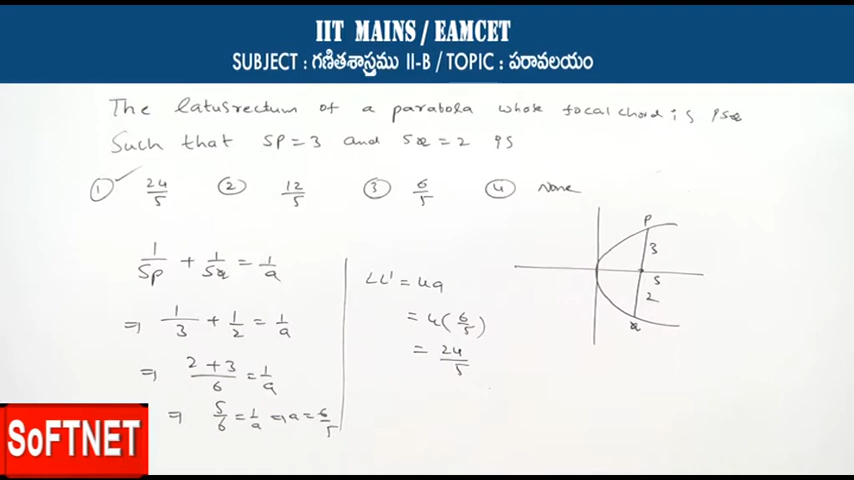 IIT MAINS / EAMCET
SUBJECT : గణితశాస్త్రము II-B / TOPIC : పరావలయం
The latusrectum of a parabola whose focal chord is PSQ
Such that SP=3 and SQ=2 is
① ✓ 24/5 ② 12/5 ③ 6/5 ④ None
1/SP + 1/SQ = 1/a
⇒ 1/3 + 1/2 = 1/a
⇒ 2+3/6 = 1/a
⇒ 5/6 = 1/a ⇒ a = 6/5
LL' = 4a
= 4(6/5)
= 24/5
P
3
S
2
Q
SoFTNET